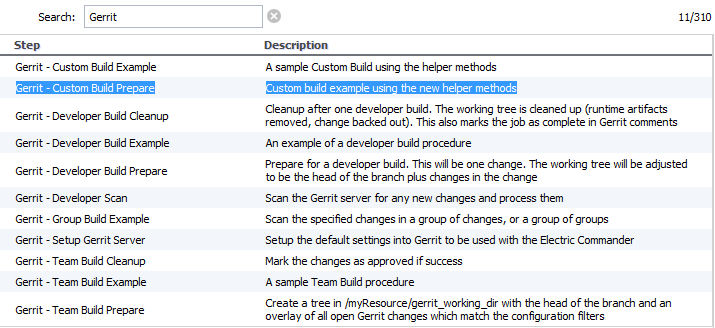 Search: Gerrit 11/310
Step Description
Gerrit - Custom Build Example A sample Custom Build using the helper methods
Gerrit - Custom Build Prepare Custom build example using the new helper methods
Gerrit - Developer Build Cleanup Cleanup after one developer build. The working tree is cleaned up (runtime artifacts
removed, change backed out). This also marks the job as complete in Gerrit comments
Gerrit - Developer Build Example An example of a developer build procedure
Gerrit - Developer Build Prepare Prepare for a developer build. This will be one change. The working tree will be adjusted
to be the head of the branch plus changes in the change
Gerrit - Developer Scan Scan the Gerrit server for any new changes and process them
Gerrit - Group Build Example Scan the specified changes in a group of changes, or a group of groups
Gerrit - Setup Gerrit Server Setup the default settings into Gerrit to be used with the Electric Commander
Gerrit - Team Build Cleanup Mark the changes as approved if success
Gerrit - Team Build Example A sample Team Build procedure
Gerrit - Team Build Prepare Create a tree in /myResource/gerrit_working_dir with the head of the branch and an
overlay of all open Gerrit changes which match the configuration filters